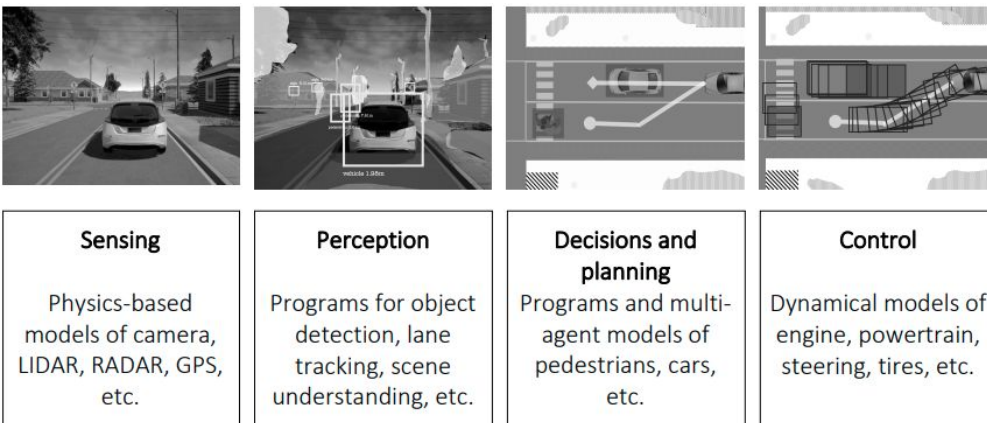 vehicle 1.98m
Sensing
Physics-based
models of camera,
LIDAR, RADAR, GPS,
etc.
Perception
Programs for object
detection, lane
tracking, scene
understanding, etc.
Decisions and
planning
Programs and multi-
agent models of
pedestrians, cars,
etc.
Control
Dynamical models of
engine, powertrain,
steering, tires, etc.